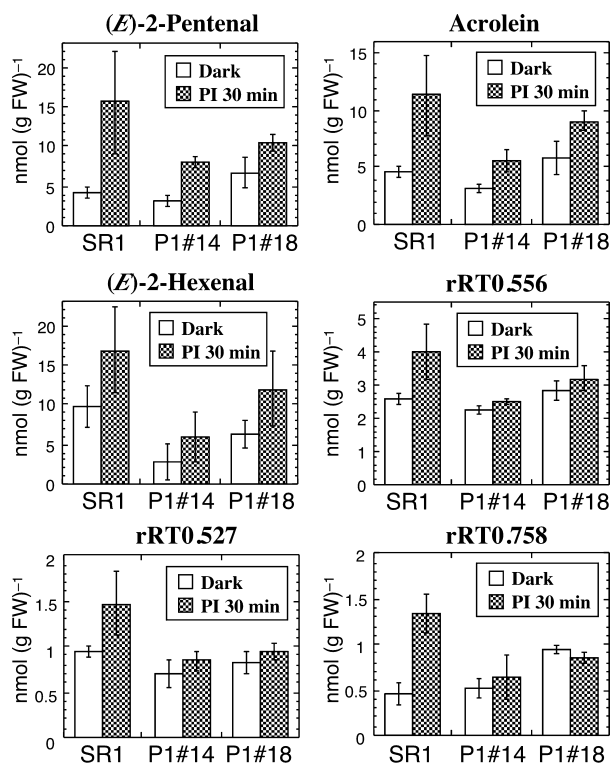 (E)-2-Pentenal
nmol (g FW)⁻¹
20
15
10
5
0
Dark
PI 30 min
SR1 P1#14 P1#18
Acrolein
nmol (g FW)⁻¹
15
10
5
0
Dark
PI 30 min
SR1 P1#14 P1#18
(E)-2-Hexenal
nmol (g FW)⁻¹
20
15
10
5
0
Dark
PI 30 min
SR1 P1#14 P1#18
rRT0.556
nmol (g FW)⁻¹
5
4
3
2
1
0
Dark
PI 30 min
SR1 P1#14 P1#18
rRT0.527
nmol (g FW)⁻¹
2
1.5
1
0.5
0
Dark
PI 30 min
SR1 P1#14 P1#18
rRT0.758
nmol (g FW)⁻¹
2
1.5
1
0.5
0
Dark
PI 30 min
SR1 P1#14 P1#18